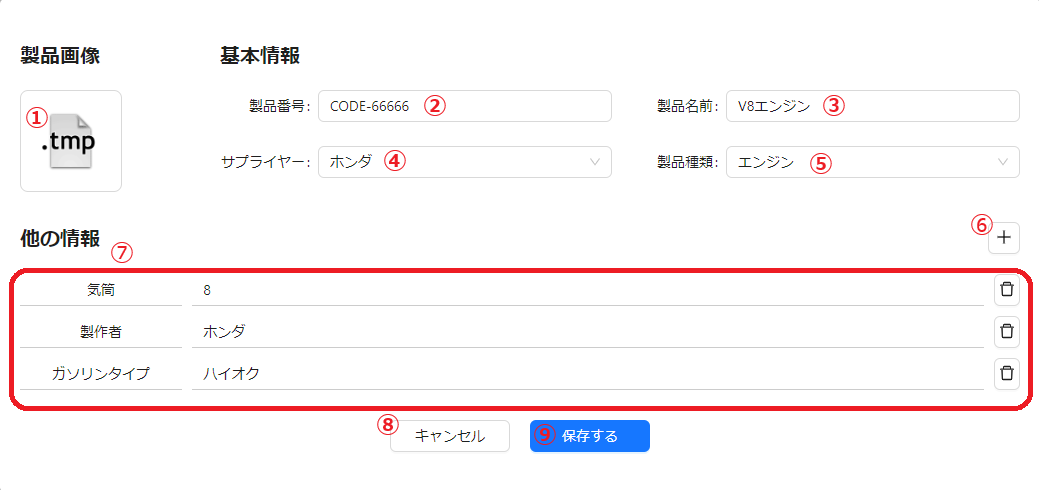 製品画像 基本情報
① .tmp
製品番号: CODE-66666 ② 製品名前: V8エンジン ③
サプライヤー: ホンダ ④ 製品種類: エンジン ⑤
他の情報 ⑦ ⑥ +
気筒 8
製作者 ホンダ
ガソリンタイプ ハイオク
⑧ キャンセル ⑨ 保存する